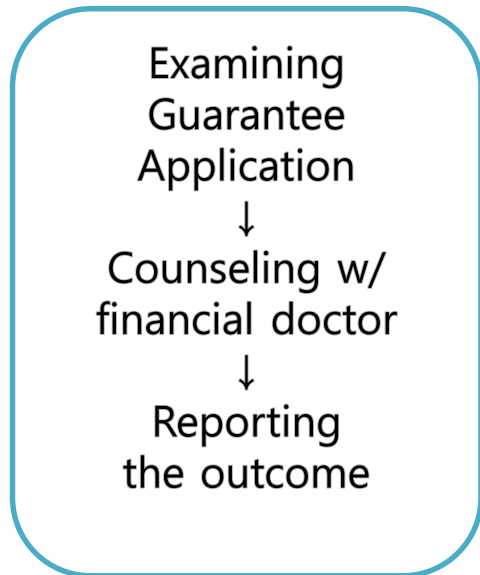 Examining
Guarantee
Application
↓
Counseling w/
financial doctor
↓
Reporting
the outcome